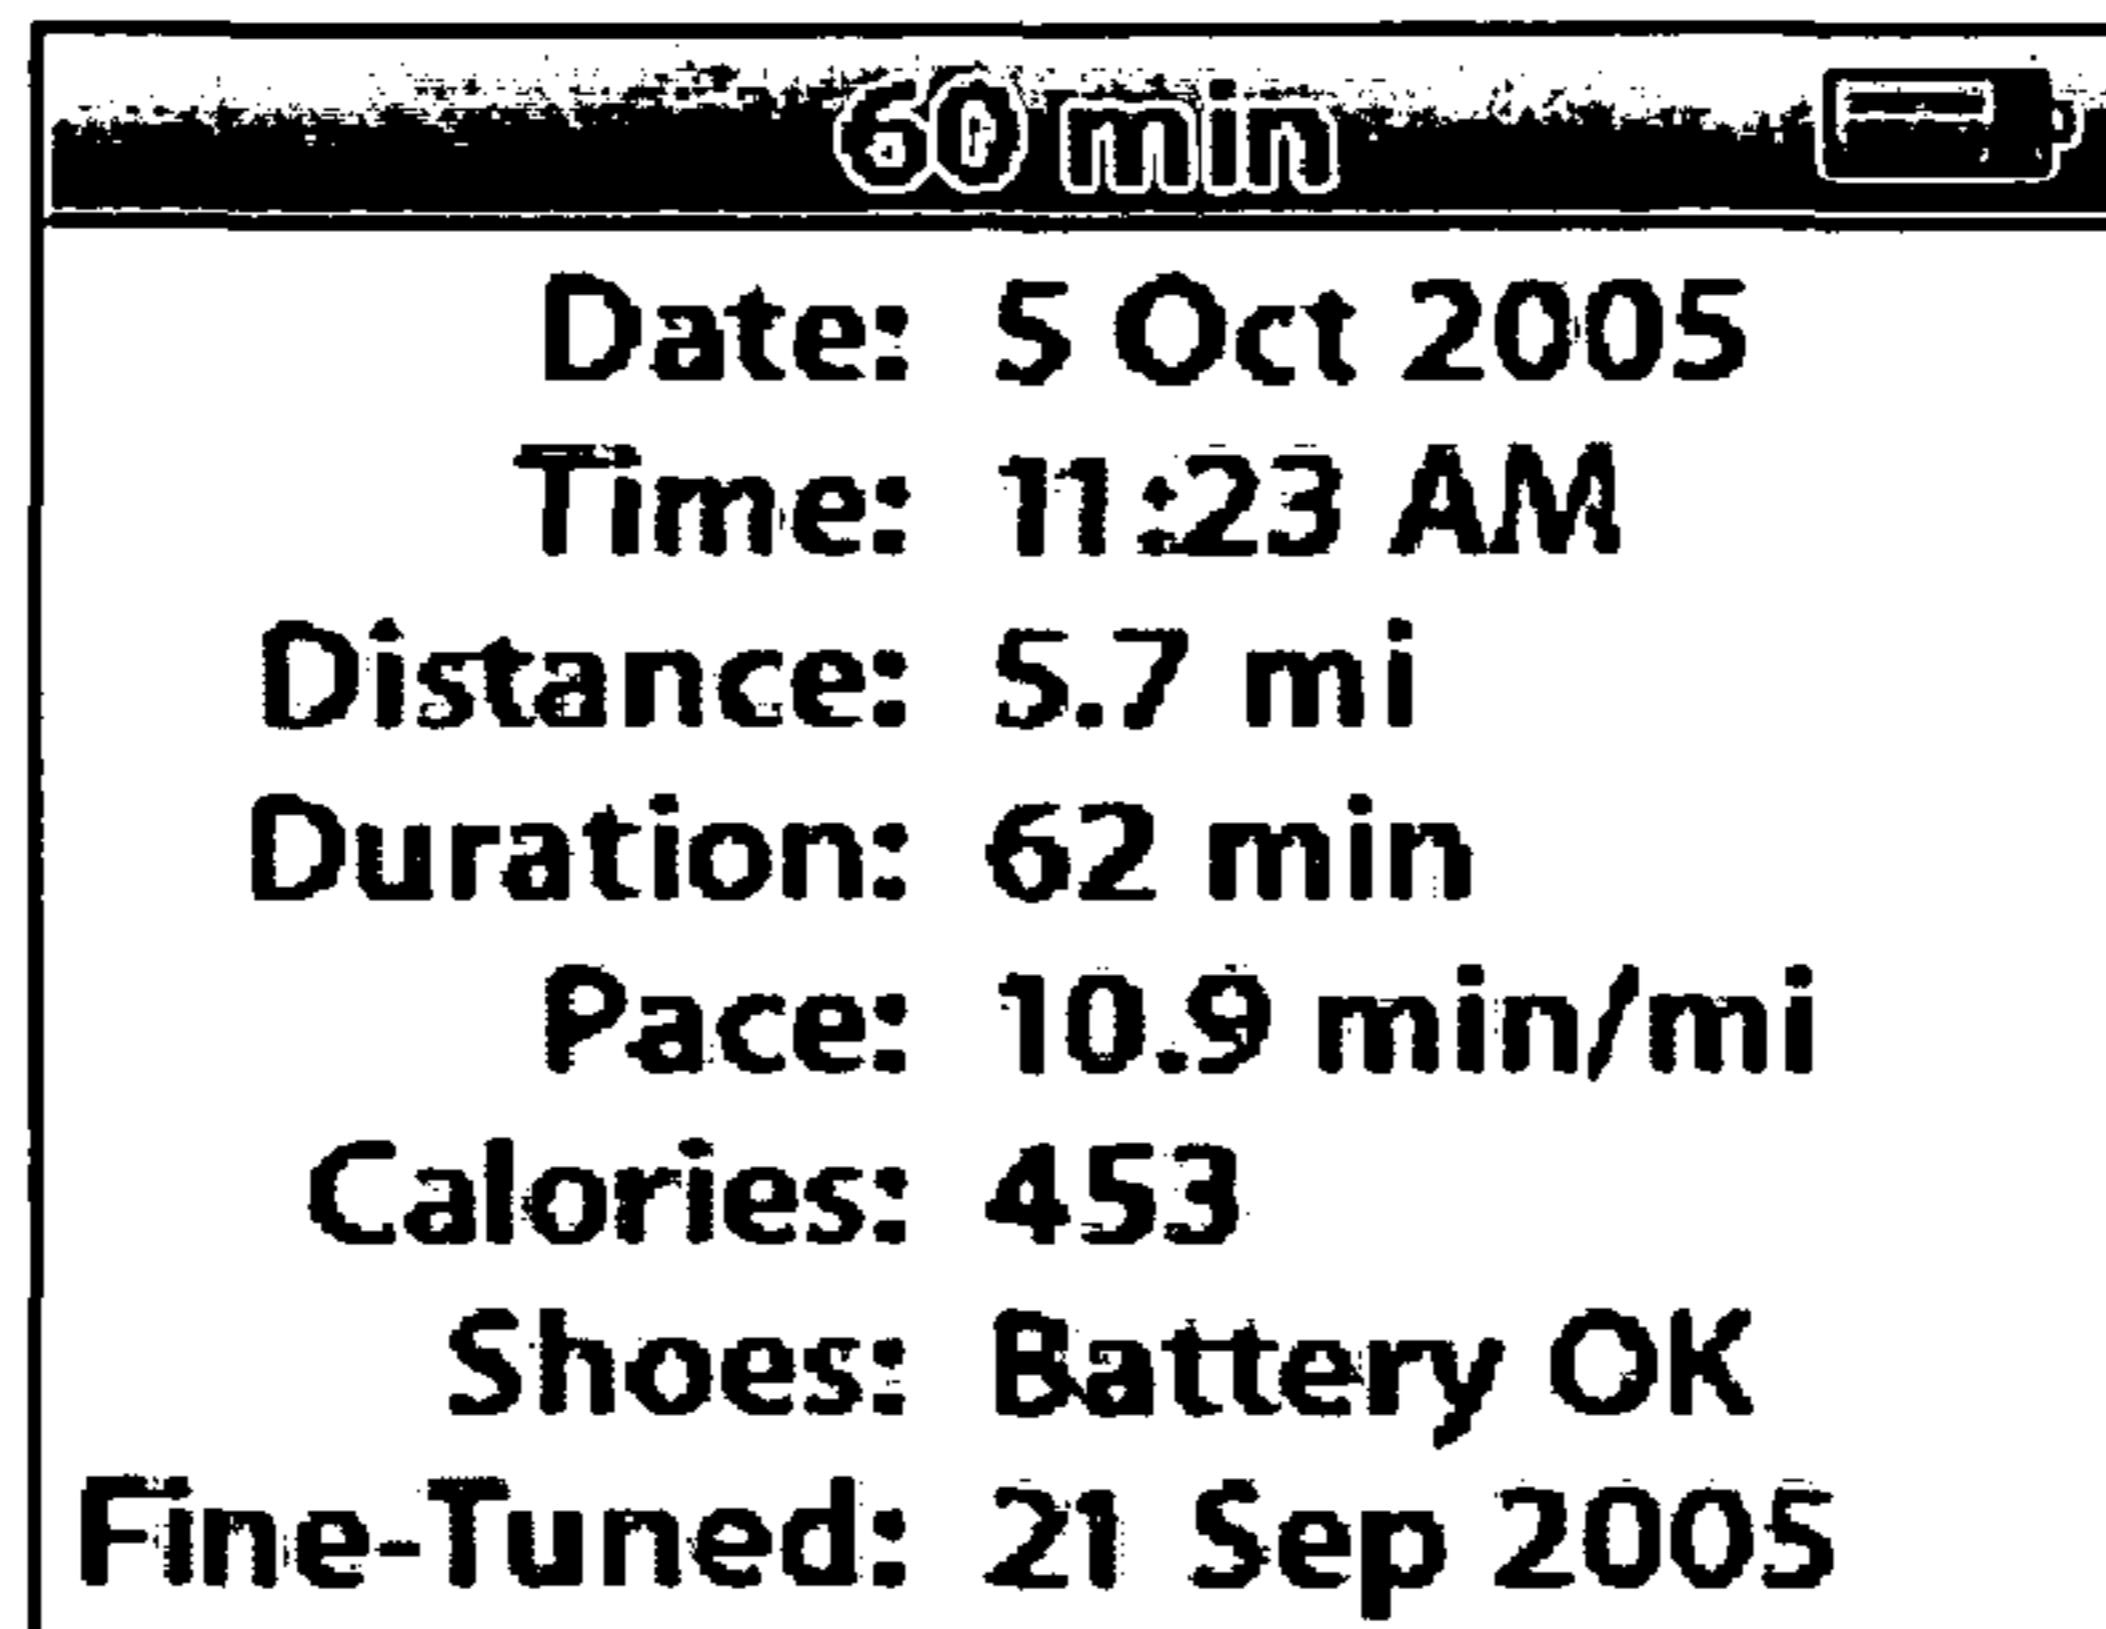 60 min
Date: 5 Oct 2005
Time: 11:23 AM
Distance: 5.7 mi
Duration: 62 min
Pace: 10.9 min/mi
Calories: 453
Shoes: Battery OK
Fine-Tuned: 21 Sep 2005